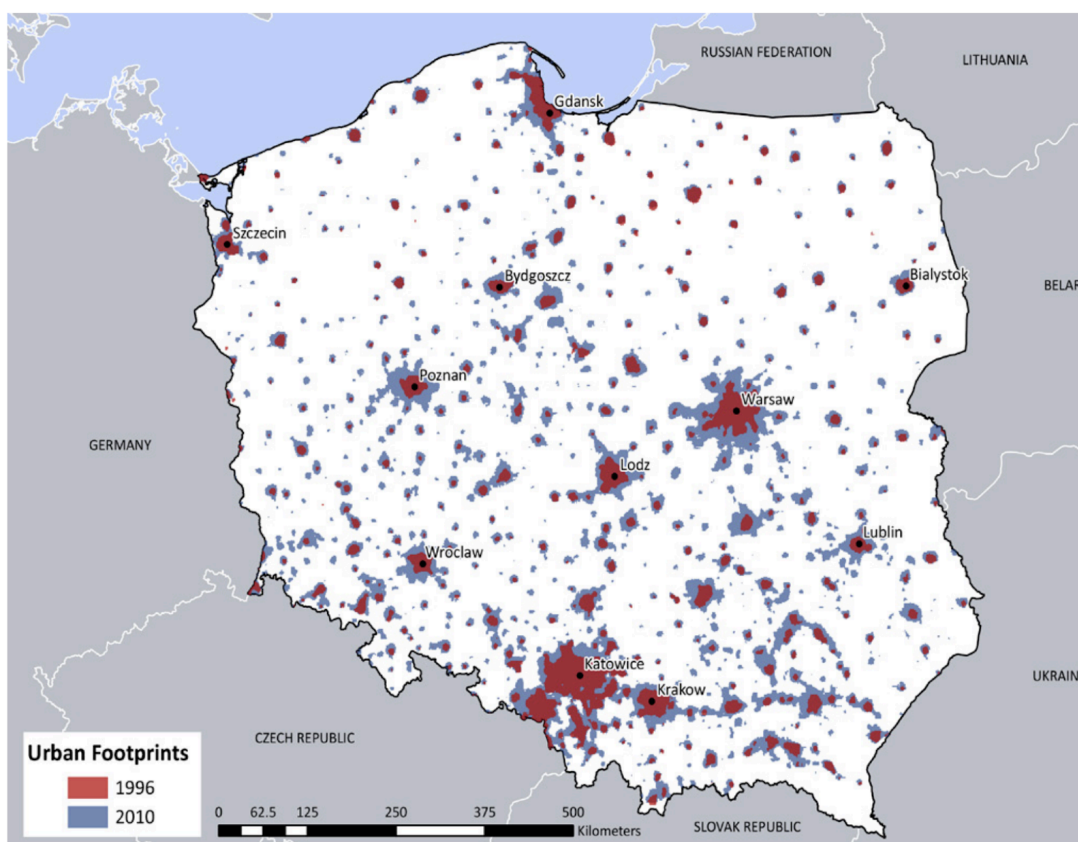 RUSSIAN FEDERATION
LITHUANIA
Gdansk
Szczecin
Bydgoszcz
Bialystok
BELAR
Poznan
Warsaw
GERMANY
Lodz
Lublin
Wroclaw
Katowice
Krakow
UKRAIN
CZECH REPUBLIC
SLOVAK REPUBLIC
Urban Footprints
1996
2010
0 62.5 125 250 375 500
Kilometers